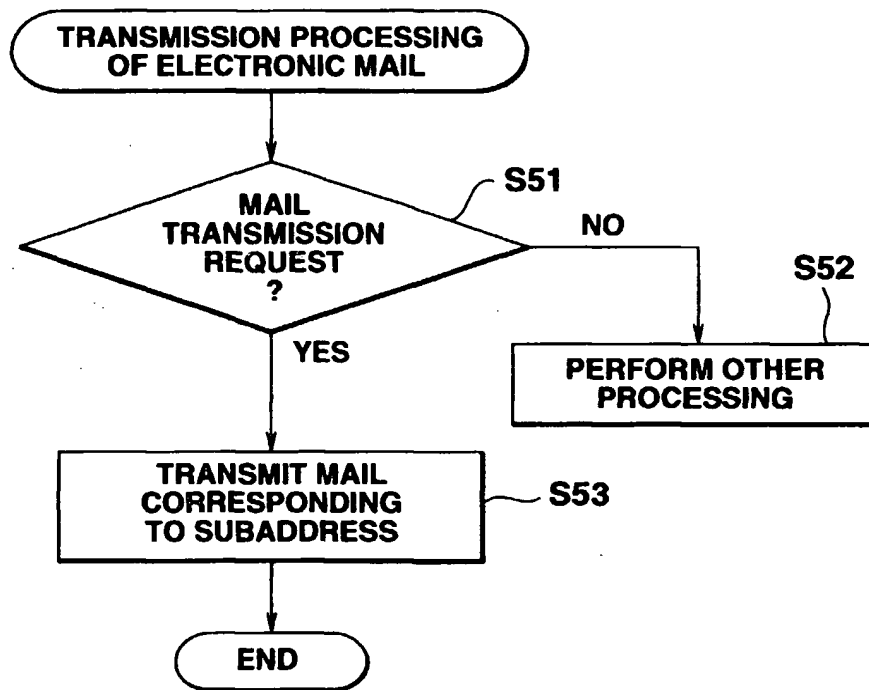 TRANSMISSION PROCESSING
OF ELECTRONIC MAIL
S51
MAIL
TRANSMISSION
REQUEST
?
NO
YES
S52
PERFORM OTHER
PROCESSING
TRANSMIT MAIL
CORRESPONDING
TO SUBADDRESS
S53
END